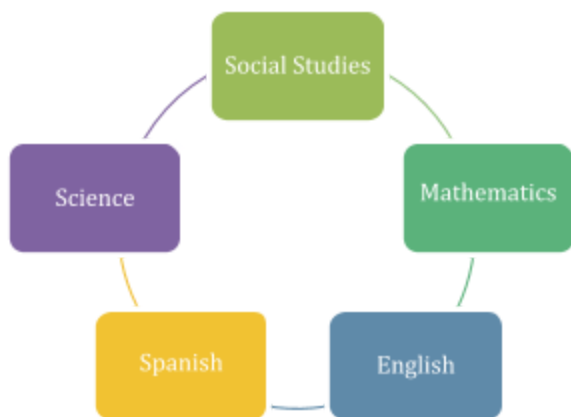 Social Studies
Mathematics
English
Spanish
Science